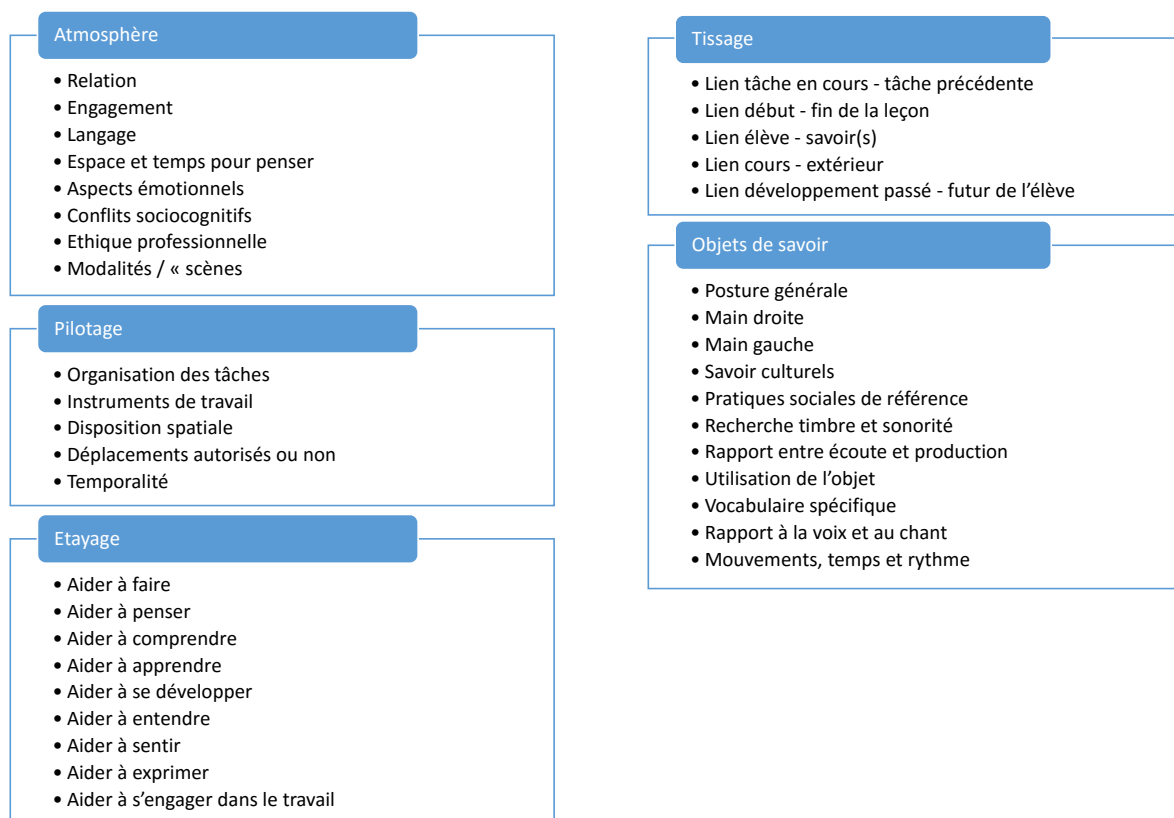 Atmosphère
• Relation
• Engagement
• Langage
• Espace et temps pour penser
• Aspects émotionnels
• Conflits sociocognitifs
• Ethique professionnelle
• Modalités / « scènes
Pilotage
• Organisation des tâches
• Instruments de travail
• Disposition spatiale
• Déplacements autorisés ou non
• Temporalité
Etayage
• Aider à faire
• Aider à penser
• Aider à comprendre
• Aider à apprendre
• Aider à se développer
• Aider à entendre
• Aider à sentir
• Aider à exprimer
• Aider à s’engager dans le travail
Tissage
• Lien tâche en cours - tâche précédente
• Lien début - fin de la leçon
• Lien élève - savoir(s)
• Lien cours - extérieur
• Lien développement passé - futur de l’élève
Objets de savoir
• Posture générale
• Main droite
• Main gauche
• Savoir culturels
• Pratiques sociales de référence
• Recherche timbre et sonorité
• Rapport entre écoute et production
• Utilisation de l’objet
• Vocabulaire spécifique
• Rapport à la voix et au chant
• Mouvements, temps et rythme